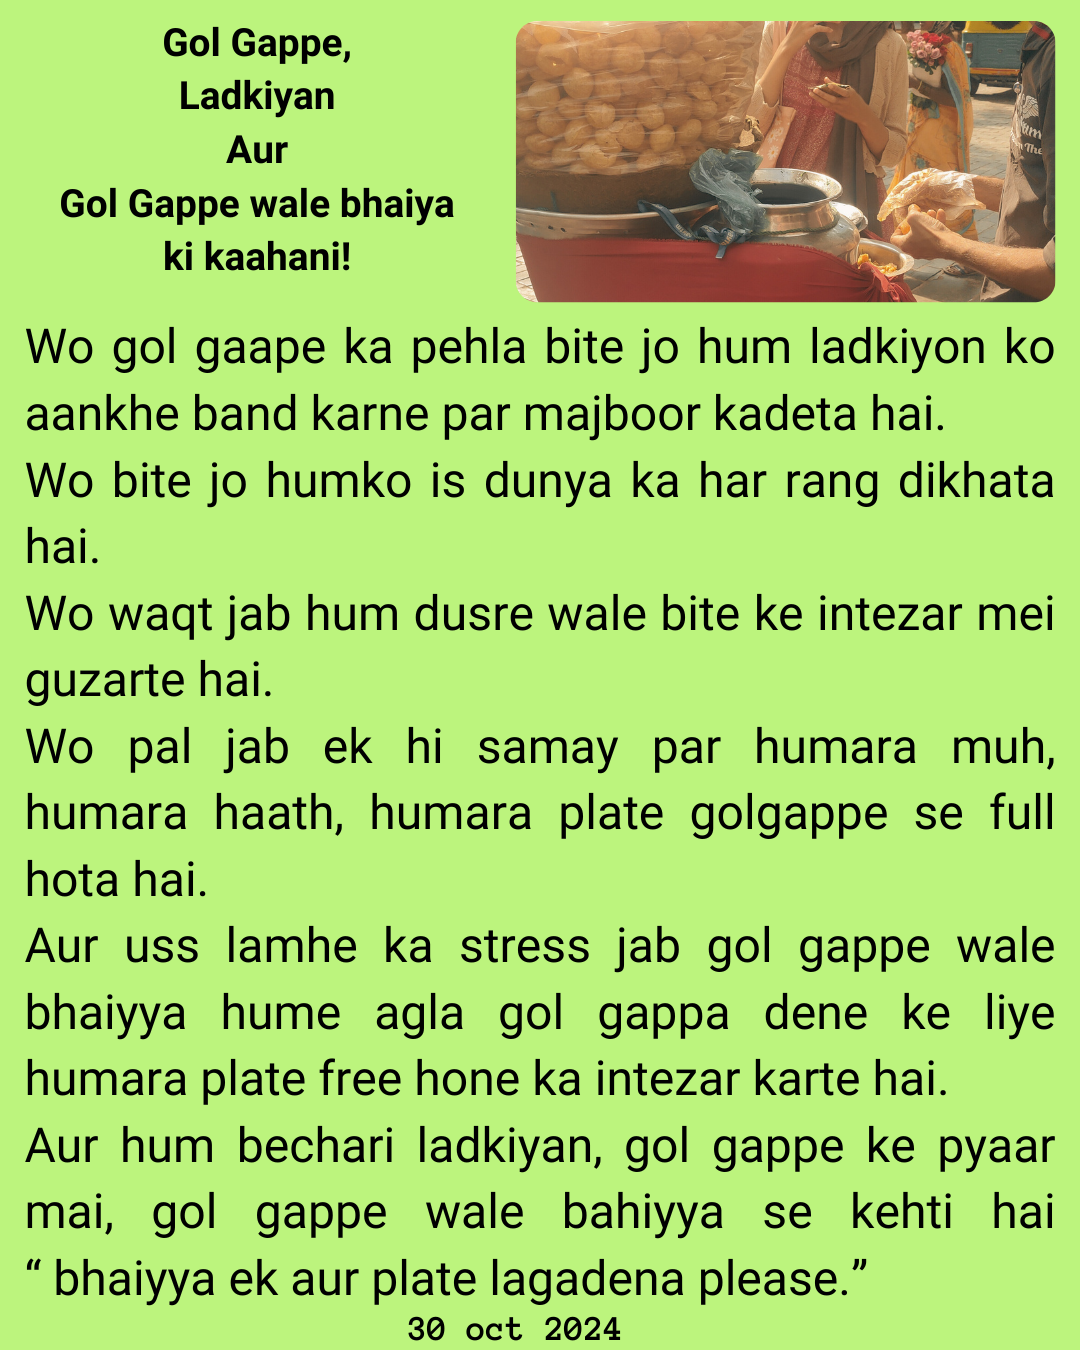 Gol Gappe,
Ladkiyan
Aur
Gol Gappe wale bhaiya
ki kaahani!
Wo gol gaape ka pehla bite jo hum ladkiyon ko
aankhe band karne par majboor kadeta hai.
Wo bite jo humko is dunya ka har rang dikhata
hai.
Wo waqt jab hum dusre wale bite ke intezar mei
guzarte hai.
Wo pal jab ek hi samay par humara muh,
humara haath, humara plate golgappe se full
hota hai.
Aur uss lamhe ka stress jab gol gappe wale
bhaiyya hume agla gol gappa dene ke liye
humara plate free hone ka intezar karte hai.
Aur hum bechari ladkiyan, gol gappe ke pyaar
mai, gol gappe wale bahiyya se kehti hai
“ bhaiyya ek aur plate lagadena please.”
30 oct 2024